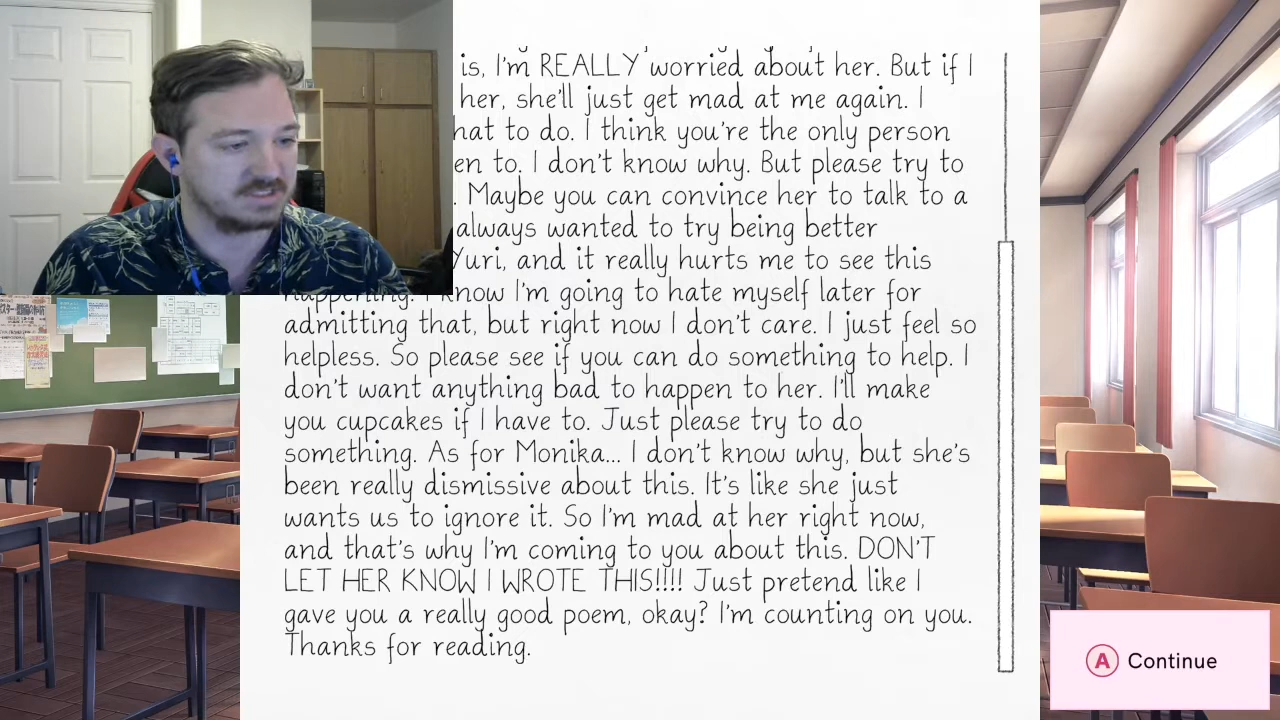 is, I'm REALLY worried about her. But if I
her, she'll just get mad at me again. I
hat to do. I think you're the only person
en to. I don't know why. But please try to
. Maybe you can convince her to talk to a
always wanted to try being better
Yuri, and it really hurts me to see this
happening. I know I'm going to hate myself later for
admitting that, but right now I don't care. I just feel so
helpless. So please see if you can do something to help. I
don't want anything bad to happen to her. I'll make
you cupcakes if I have to. Just please try to do
something. As for Monika... I don't know why, but she's
been really dismissive about this. It's like she just
wants us to ignore it. So I'm mad at her right now,
and that's why I'm coming to you about this. DON'T
LET HER KNOW I WROTE THIS!!!! Just pretend like I
gave you a really good poem, okay? I'm counting on you.
Thanks for reading.
A Continue